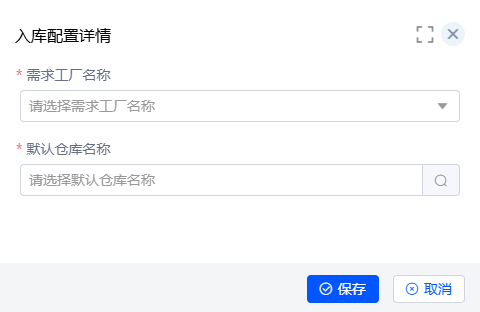 入库配置详情
* 需求工厂名称
请选择需求工厂名称
* 默认仓库名称
请选择默认仓库名称
保存 取消